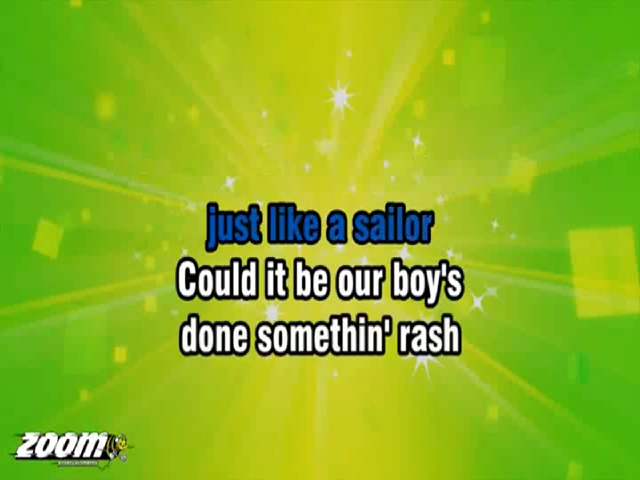 just like a sailor
Could it be our boy's
done somethin' rash
ZOOM